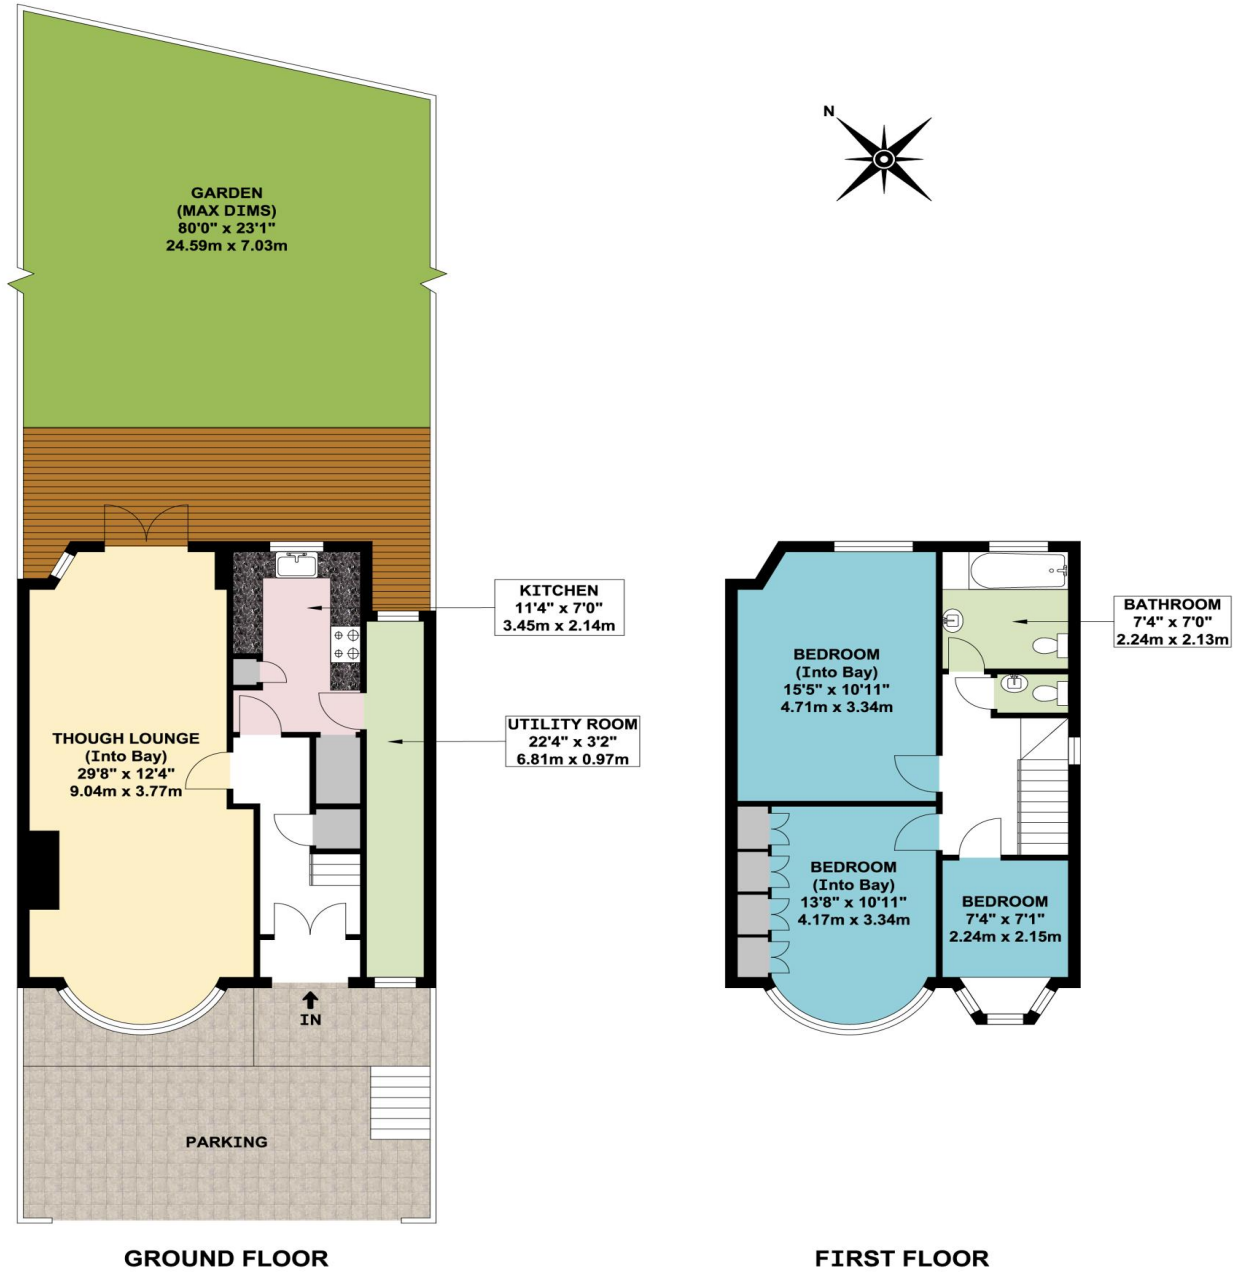 N
GARDEN
(MAX DIMS)
80'0" x 23'1"
24.59m x 7.03m
KITCHEN
11'4" x 7'0"
3.45m x 2.14m
UTILITY ROOM
22'4" x 3'2"
6.81m x 0.97m
THOUGH LOUNGE
(Into Bay)
29'8" x 12'4"
9.04m x 3.77m
IN
PARKING
GROUND FLOOR
BATHROOM
7'4" x 7'0"
2.24m x 2.13m
BEDROOM
(Into Bay)
15'5" x 10'11"
4.71m x 3.34m
BEDROOM
(Into Bay)
13'8" x 10'11"
4.17m x 3.34m
BEDROOM
7'4" x 7'1"
2.24m x 2.15m
FIRST FLOOR